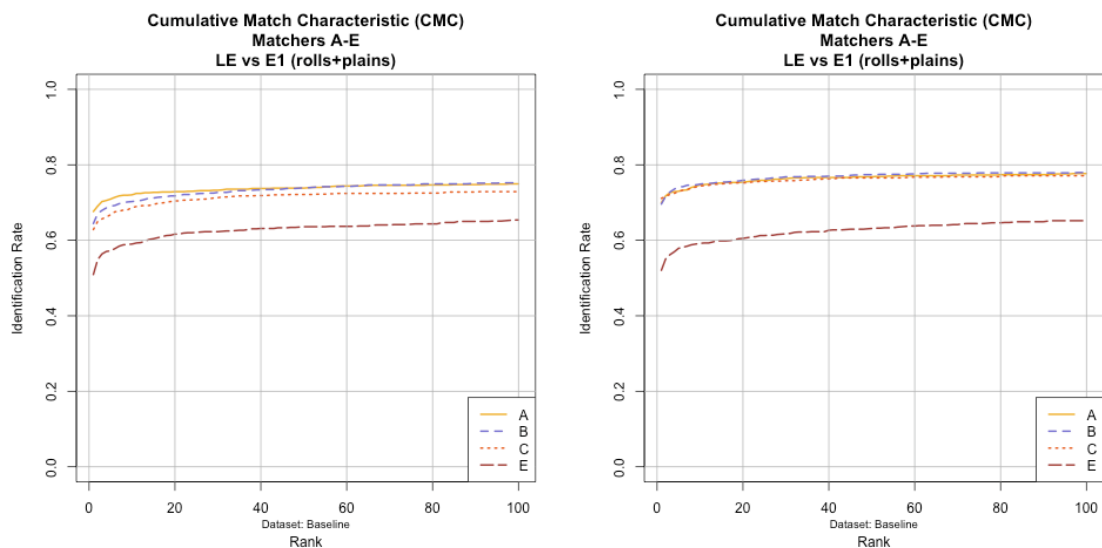 Cumulative Match Characteristic (CMC)
Matchers A-E
LE vs E1 (rolls+plains)
Identification Rate
1.0
0.8
0.6
0.4
0.2
0.0
A
B
C
E
0 20 40 60 80 100
Dataset: Baseline
Rank
Cumulative Match Characteristic (CMC)
Matchers A-E
LE vs E1 (rolls+plains)
Identification Rate
1.0
0.8
0.6
0.4
0.2
0.0
A
B
C
E
0 20 40 60 80 100
Dataset: Baseline
Rank